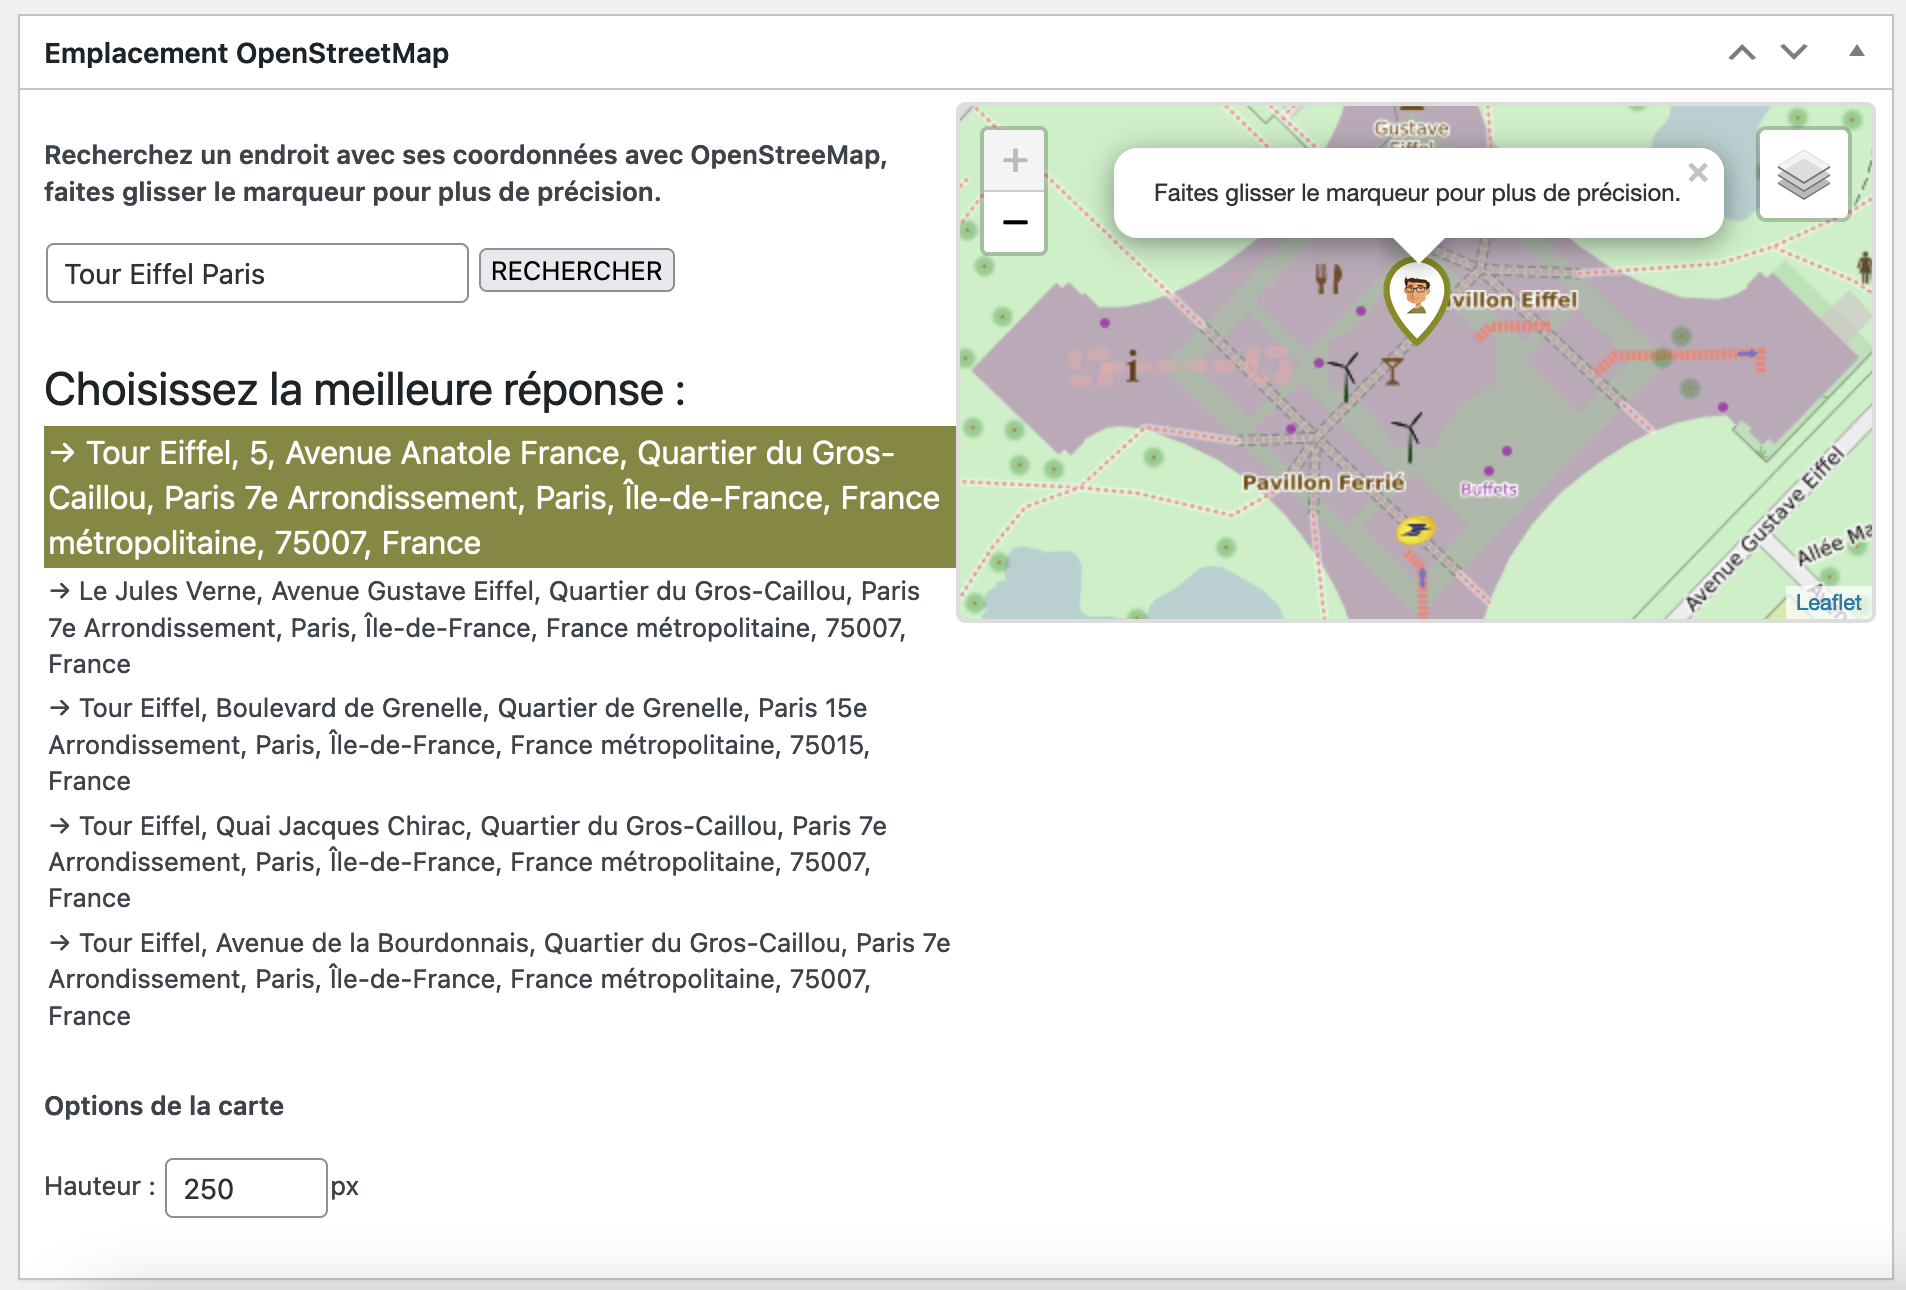 Emplacement OpenStreetMap
Recherchez un endroit avec ses coordonnées avec OpenStreeMap,
faites glisser le marqueur pour plus de précision.
Tour Eiffel Paris
RECHERCHER
Choisissez la meilleure réponse :
→ Tour Eiffel, 5, Avenue Anatole France, Quartier du Gros-
Caillou, Paris 7e Arrondissement, Paris, Île-de-France, France
métropolitaine, 75007, France
→ Le Jules Verne, Avenue Gustave Eiffel, Quartier du Gros-Caillou, Paris
7e Arrondissement, Paris, Île-de-France, France métropolitaine, 75007,
France
→ Tour Eiffel, Boulevard de Grenelle, Quartier de Grenelle, Paris 15e
Arrondissement, Paris, Île-de-France, France métropolitaine, 75015,
France
→ Tour Eiffel, Quai Jacques Chirac, Quartier du Gros-Caillou, Paris 7e
Arrondissement, Paris, Île-de-France, France métropolitaine, 75007,
France
→ Tour Eiffel, Avenue de la Bourdonnais, Quartier du Gros-Caillou, Paris 7e
Arrondissement, Paris, Île-de-France, France métropolitaine, 75007,
France
Options de la carte
Hauteur : 250 px
+
−
Gustave
Faites glisser le marqueur pour plus de précision. ×
villon Eiffel
Pavillon Ferrié
Buffets
Avenue Gustave Eiffel
Allée Ma
Leaflet